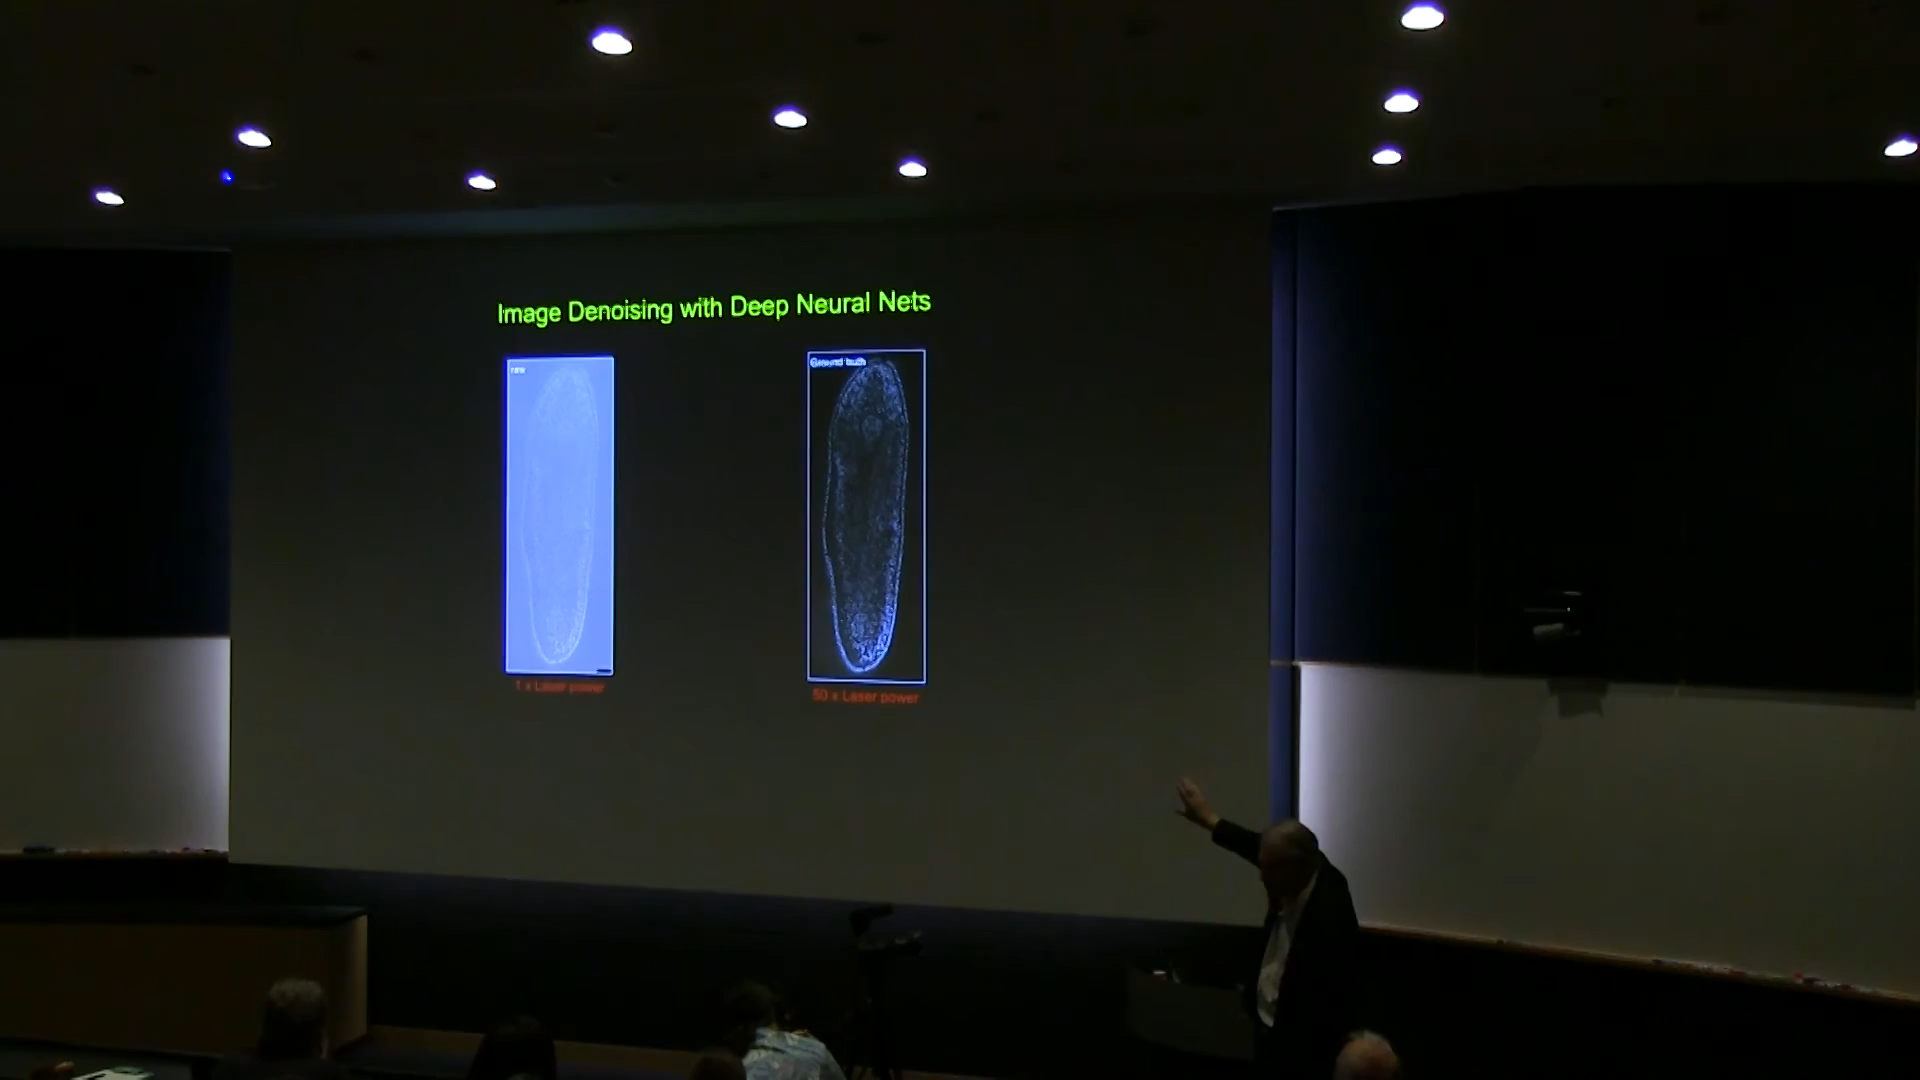 Image Denoising with Deep Neural Nets
raw
Ground truth
1 x Laser power
50 x Laser power